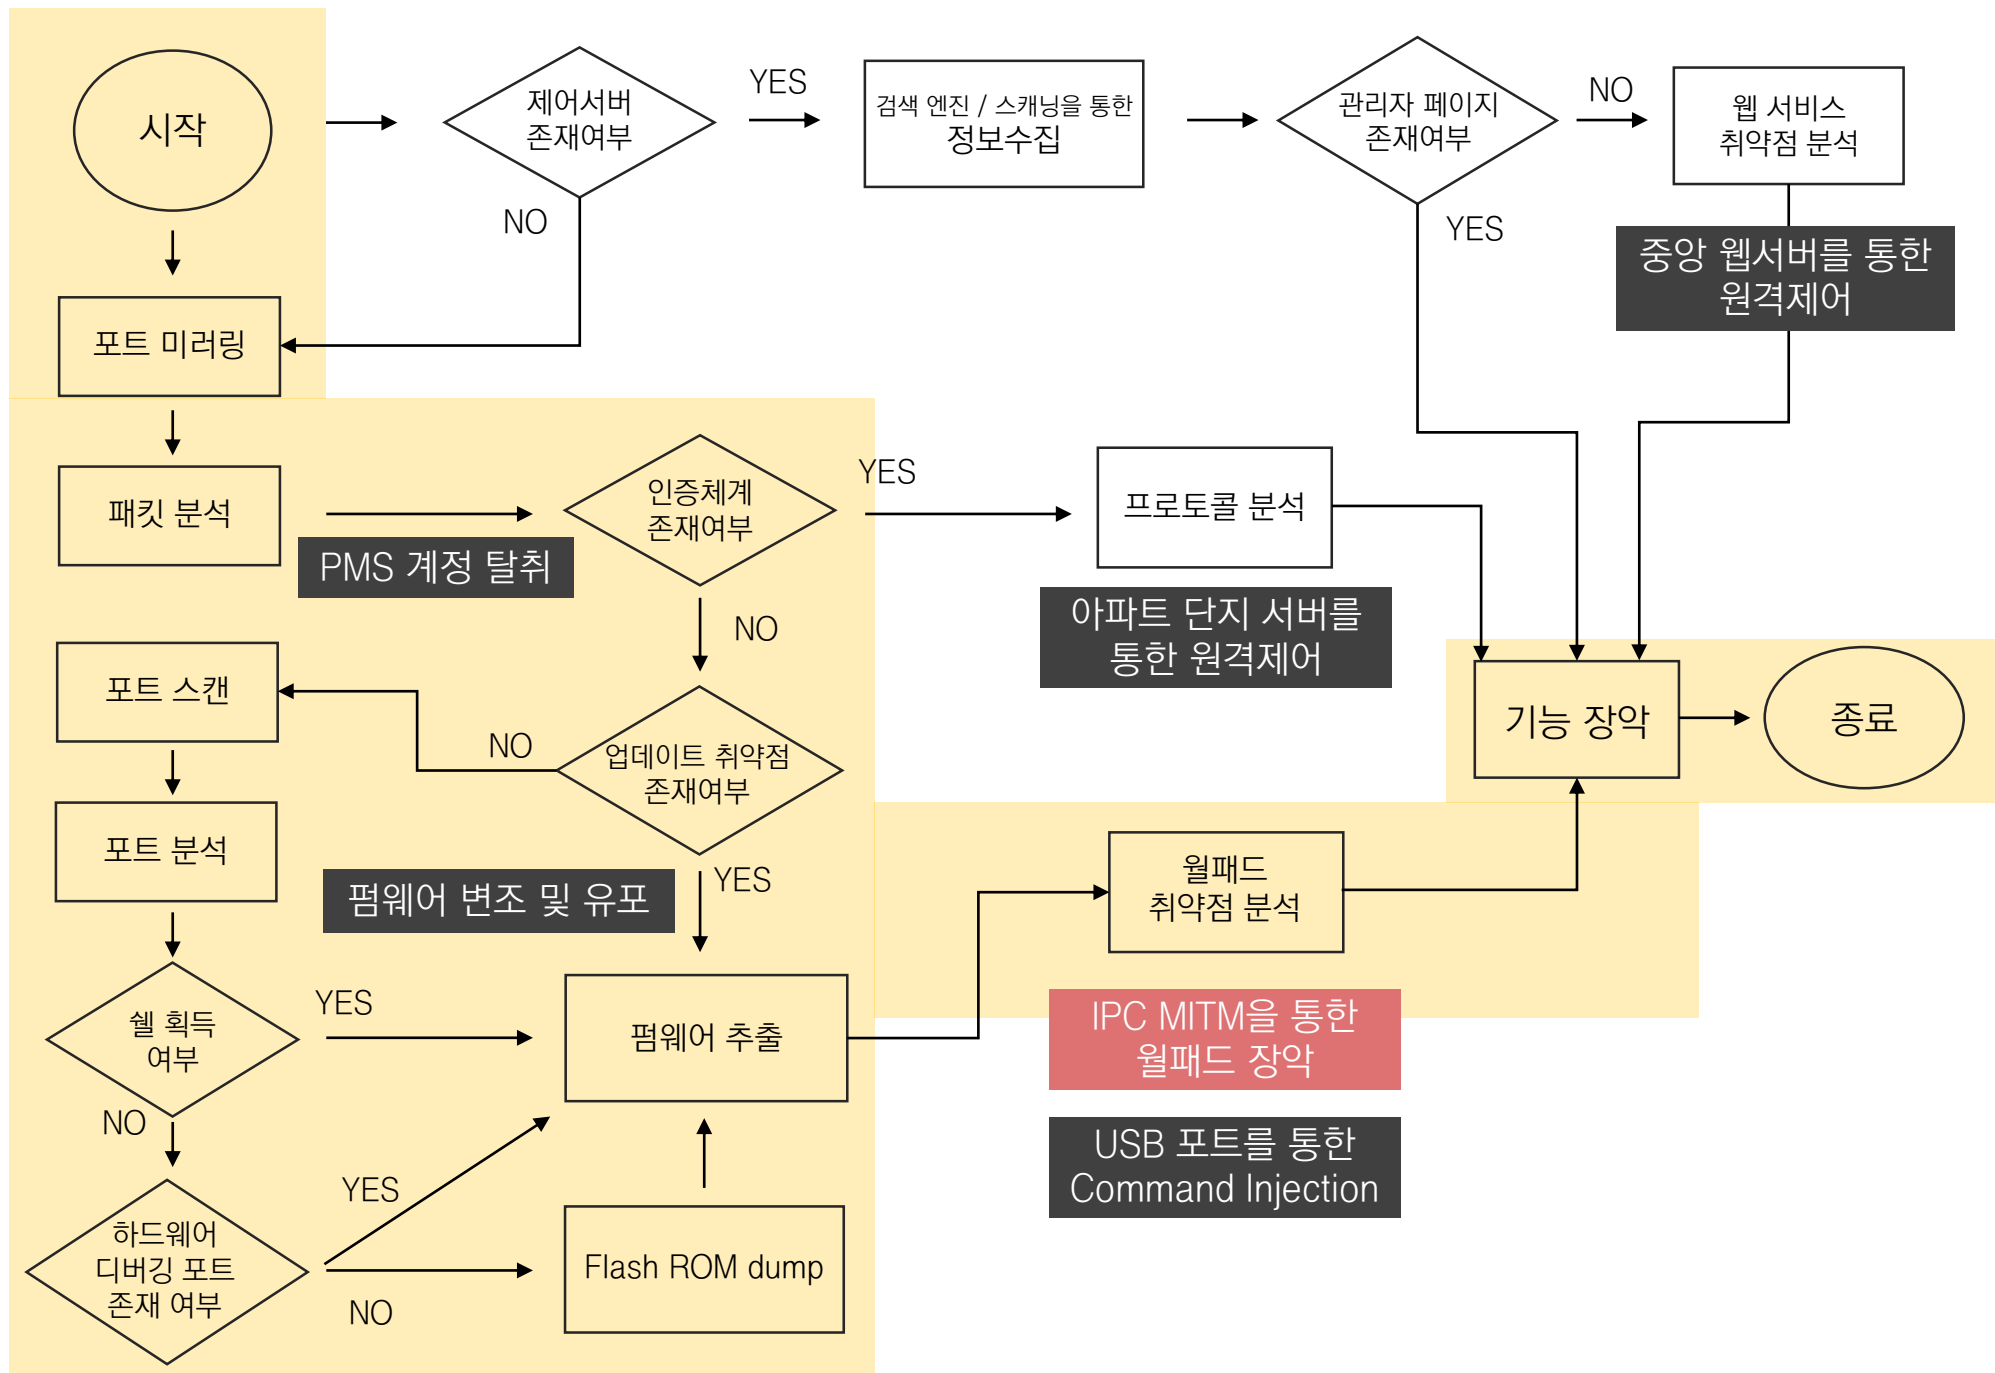 시작
제어서버
존재여부
YES
NO
검색 엔진 / 스캐닝을 통한
정보수집
관리자 페이지
존재여부
NO
YES
웹 서비스
취약점 분석
중앙 웹서버를 통한
원격제어
포트 미러링
패킷 분석
PMS 계정 탈취
인증체계
존재여부
YES
NO
프로토콜 분석
아파트 단지 서버를
통한 원격제어
포트 스캔
NO
업데이트 취약점
존재여부
YES
기능 장악
종료
포트 분석
펌웨어 변조 및 유포
월패드
취약점 분석
쉘 획득
여부
YES
NO
펌웨어 추출
IPC MITM을 통한
월패드 장악
USB 포트를 통한
Command Injection
하드웨어
디버깅 포트
존재 여부
YES
NO
Flash ROM dump